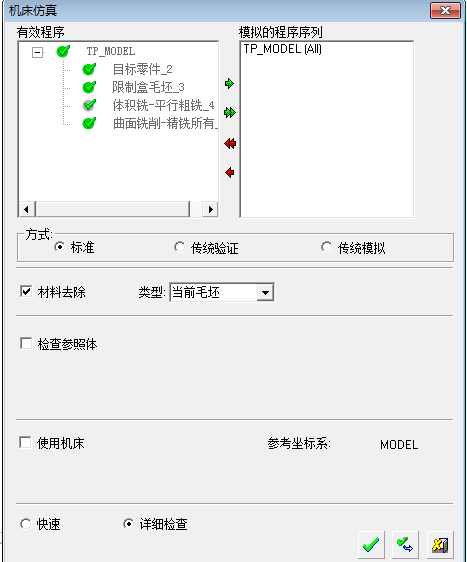 机床仿真
有效程序
模拟的程序序列
TP_MODEL
目标零件_2
限制盒毛坯_3
体积铣-平行粗铣_4
曲面铣削-精铣所有_
TP_MODEL (All)
方式:
标准
传统验证
传统模拟
材料去除
类型:
当前毛坯
检查参照体
使用机床
参考坐标系:
MODEL
快速
详细检查